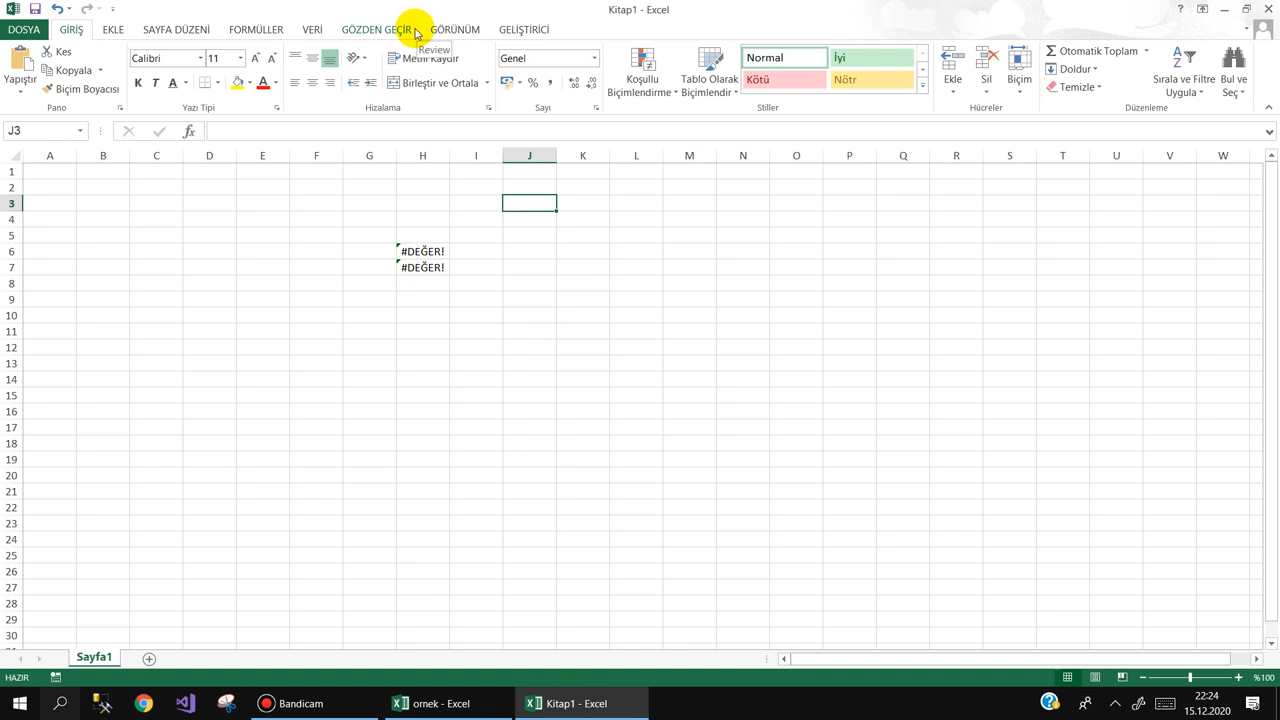 Kitap1 - Excel
DOSYA GİRİŞ EKLE SAYFA DÜZENİ FORMÜLLER VERİ GÖZDEN GEÇİR GÖRÜNÜM GELİŞTİRİCİ
Review
Yapıştır
Kes
Kopyala
Biçim Boyacısı
Pano
Calibri 11
K T A
Yazı Tipi
Metni Kaydır
Birleştir ve Ortala
Hizalama
Genel
Sayı
Koşullu Biçimlendirme
Tablo Olarak Biçimlendir
Normal İyi
Kötü Nötr
Stiller
Ekle Sil Biçim
Hücreler
Otomatik Toplam
Doldur
Temizle
Sırala ve Filtre Uygula
Bul ve Seç
Düzenleme
J3 fx
A B C D E F G H I J K L M N O P Q R S T U V W
1
2
3
4
5
6 #DEĞER!
7 #DEĞER!
8
9
10
11
12
13
14
15
16
17
18
19
20
21
22
23
24
25
26
27
28
29
30
Sayfa1
HAZIR %100
Bandicam ornek - Excel Kitap1 - Excel
22:24
15.12.2020